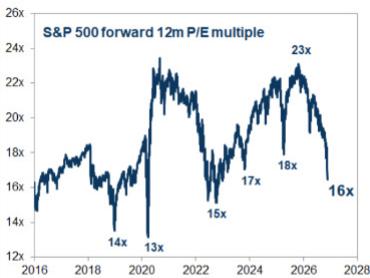 S&P 500 forward 12m P/E multiple
26x
24x
22x
20x
18x
16x
14x
12x
23x
14x
13x
15x
17x
18x
16x
2016 2018 2020 2022 2024 2026 2028